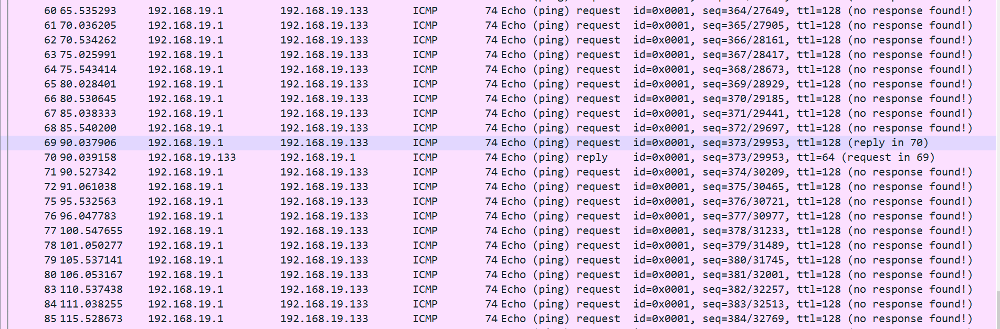 60 65.535293 192.168.19.1 192.168.19.133 ICMP 74 Echo (ping) request id=0x0001, seq=364/27649, ttl=128 (no response found!)
61 70.036205 192.168.19.1 192.168.19.133 ICMP 74 Echo (ping) request id=0x0001, seq=365/27905, ttl=128 (no response found!)
62 70.534262 192.168.19.1 192.168.19.133 ICMP 74 Echo (ping) request id=0x0001, seq=366/28161, ttl=128 (no response found!)
63 75.025991 192.168.19.1 192.168.19.133 ICMP 74 Echo (ping) request id=0x0001, seq=367/28417, ttl=128 (no response found!)
64 75.543414 192.168.19.1 192.168.19.133 ICMP 74 Echo (ping) request id=0x0001, seq=368/28673, ttl=128 (no response found!)
65 80.028401 192.168.19.1 192.168.19.133 ICMP 74 Echo (ping) request id=0x0001, seq=369/28929, ttl=128 (no response found!)
66 80.530645 192.168.19.1 192.168.19.133 ICMP 74 Echo (ping) request id=0x0001, seq=370/29185, ttl=128 (no response found!)
67 85.038333 192.168.19.1 192.168.19.133 ICMP 74 Echo (ping) request id=0x0001, seq=371/29441, ttl=128 (no response found!)
68 85.540200 192.168.19.1 192.168.19.133 ICMP 74 Echo (ping) request id=0x0001, seq=372/29697, ttl=128 (no response found!)
69 90.037906 192.168.19.1 192.168.19.133 ICMP 74 Echo (ping) request id=0x0001, seq=373/29953, ttl=128 (reply in 70)
70 90.039158 192.168.19.133 192.168.19.1 ICMP 74 Echo (ping) reply id=0x0001, seq=373/29953, ttl=64 (request in 69)
71 90.527342 192.168.19.1 192.168.19.133 ICMP 74 Echo (ping) request id=0x0001, seq=374/30209, ttl=128 (no response found!)
72 91.061038 192.168.19.1 192.168.19.133 ICMP 74 Echo (ping) request id=0x0001, seq=375/30465, ttl=128 (no response found!)
75 95.532563 192.168.19.1 192.168.19.133 ICMP 74 Echo (ping) request id=0x0001, seq=376/30721, ttl=128 (no response found!)
76 96.047783 192.168.19.1 192.168.19.133 ICMP 74 Echo (ping) request id=0x0001, seq=377/30977, ttl=128 (no response found!)
77 100.547655 192.168.19.1 192.168.19.133 ICMP 74 Echo (ping) request id=0x0001, seq=378/31233, ttl=128 (no response found!)
78 101.050277 192.168.19.1 192.168.19.133 ICMP 74 Echo (ping) request id=0x0001, seq=379/31489, ttl=128 (no response found!)
79 105.537141 192.168.19.1 192.168.19.133 ICMP 74 Echo (ping) request id=0x0001, seq=380/31745, ttl=128 (no response found!)
80 106.053167 192.168.19.1 192.168.19.133 ICMP 74 Echo (ping) request id=0x0001, seq=381/32001, ttl=128 (no response found!)
83 110.537438 192.168.19.1 192.168.19.133 ICMP 74 Echo (ping) request id=0x0001, seq=382/32257, ttl=128 (no response found!)
84 111.038255 192.168.19.1 192.168.19.133 ICMP 74 Echo (ping) request id=0x0001, seq=383/32513, ttl=128 (no response found!)
85 115.528673 192.168.19.1 192.168.19.133 ICMP 74 Echo (ping) request id=0x0001, seq=384/32769, ttl=128 (no response found!)